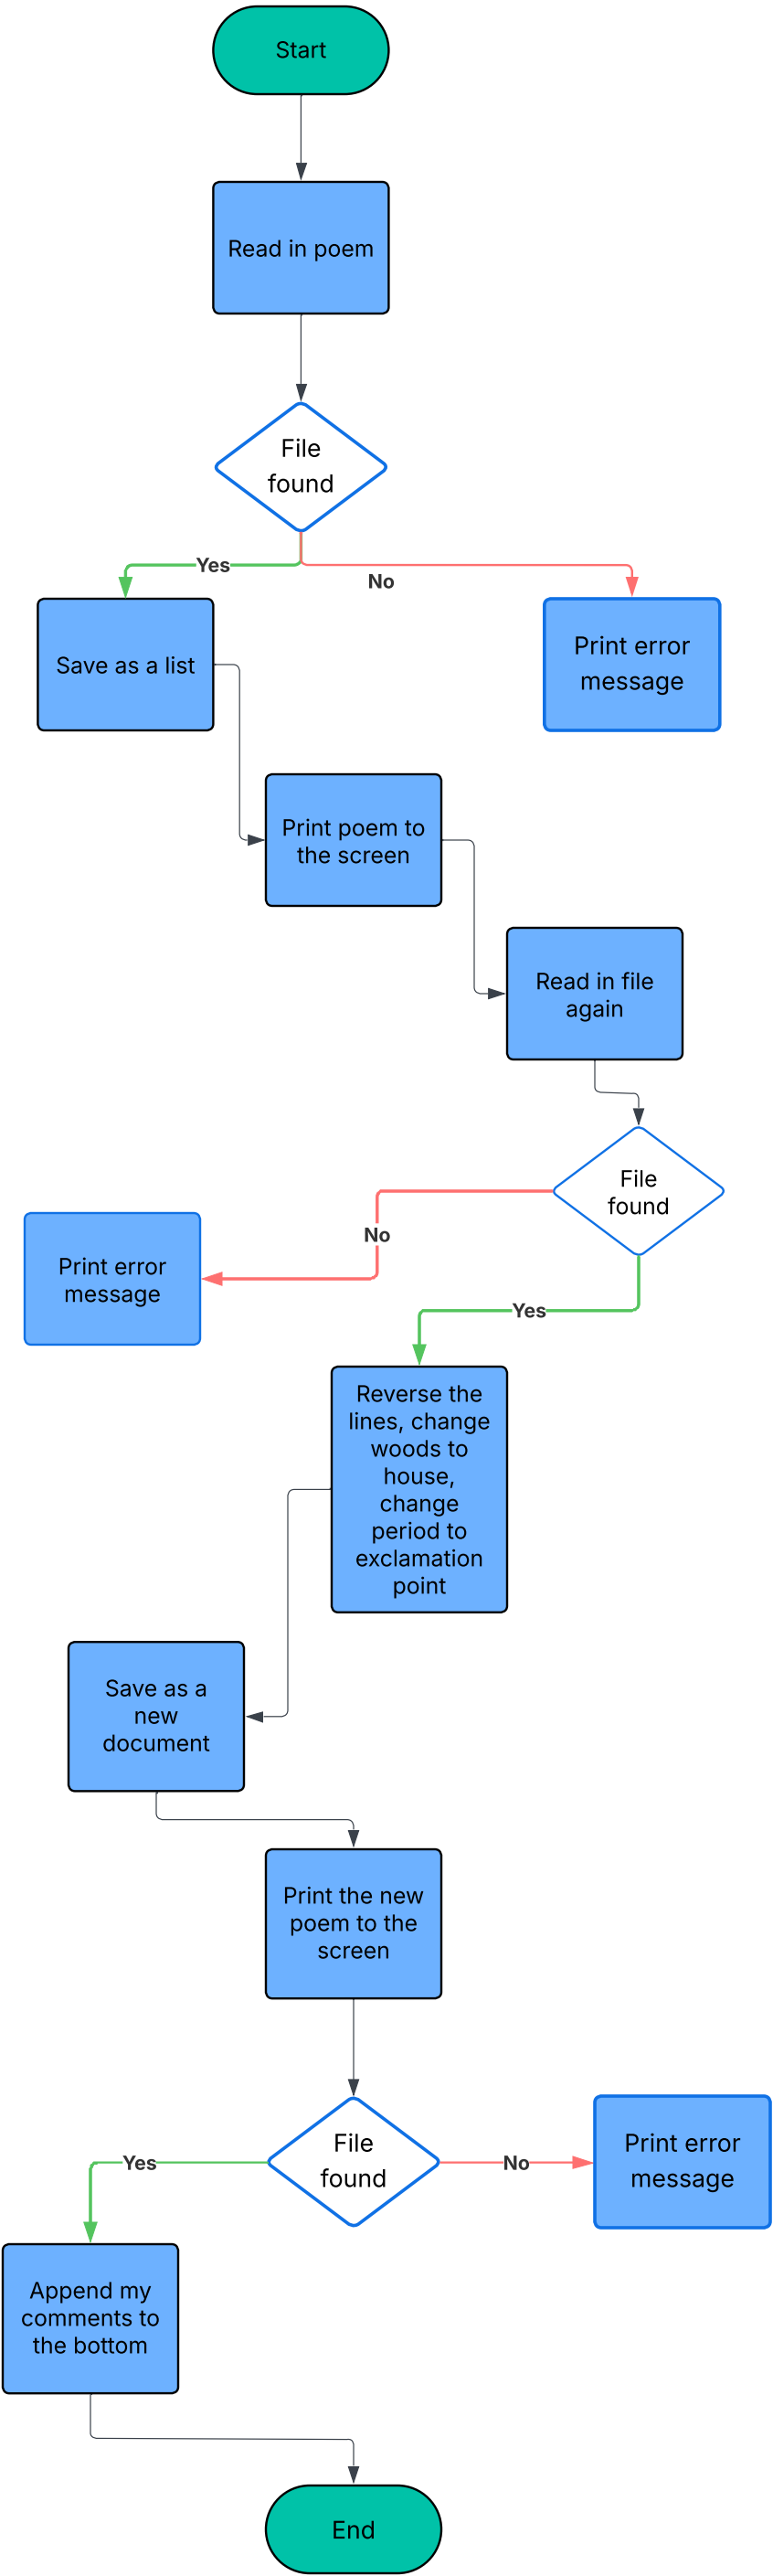 Start
Read in poem
File
found
Yes
No
Save as a list
Print error
message
Print poem to
the screen
Read in file
again
File
found
No
Print error
message
Yes
Reverse the
lines, change
woods to
house,
change
period to
exclamation
point
Save as a
new
document
Print the new
poem to the
screen
File
found
Yes
No
Print error
message
Append my
comments to
the bottom
End